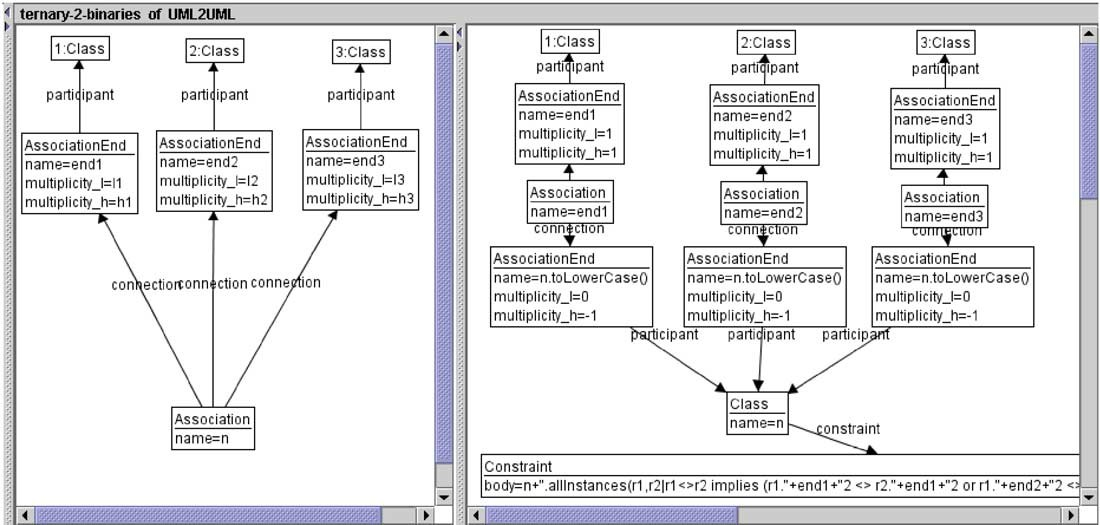 ternary-2-binaries of UML2UML
1:Class
2:Class
3:Class
participant
participant
participant
AssociationEnd
name=end1
multiplicity_l=l1
multiplicity_h=h1
AssociationEnd
name=end2
multiplicity_l=l2
multiplicity_h=h2
AssociationEnd
name=end3
multiplicity_l=l3
multiplicity_h=h3
connection
connection
connection
Association
name=n
1:Class
2:Class
3:Class
participant
participant
participant
AssociationEnd
name=end1
multiplicity_l=1
multiplicity_h=1
AssociationEnd
name=end2
multiplicity_l=1
multiplicity_h=1
AssociationEnd
name=end3
multiplicity_l=1
multiplicity_h=1
Association
name=end1
Association
name=end2
Association
name=end3
connection
connection
connection
AssociationEnd
name=n.toLowerCase()
multiplicity_l=0
multiplicity_h=-1
AssociationEnd
name=n.toLowerCase()
multiplicity_l=0
multiplicity_h=-1
AssociationEnd
name=n.toLowerCase()
multiplicity_l=0
multiplicity_h=-1
participant
participant
participant
Class
name=n
constraint
Constraint
body=n+".allInstances(r1,r2|r1<>r2 implies (r1."+end1+"2 <> r2."+end1+"2 or r1."+end2+"2 <>